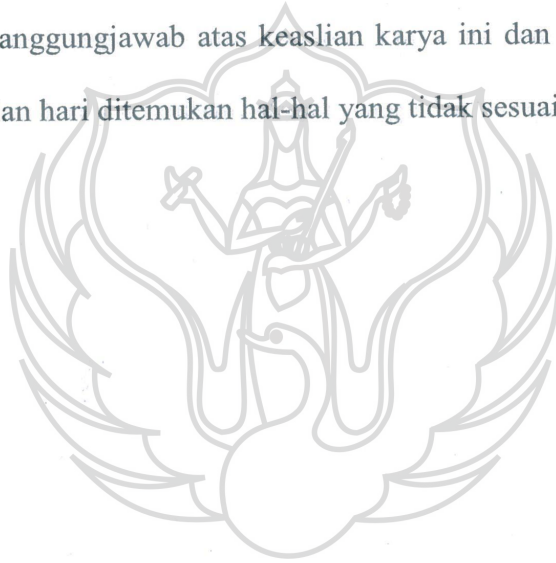 anggungjawab atas keaslian karya ini dan
an hari ditemukan hal-hal yang tidak sesuai